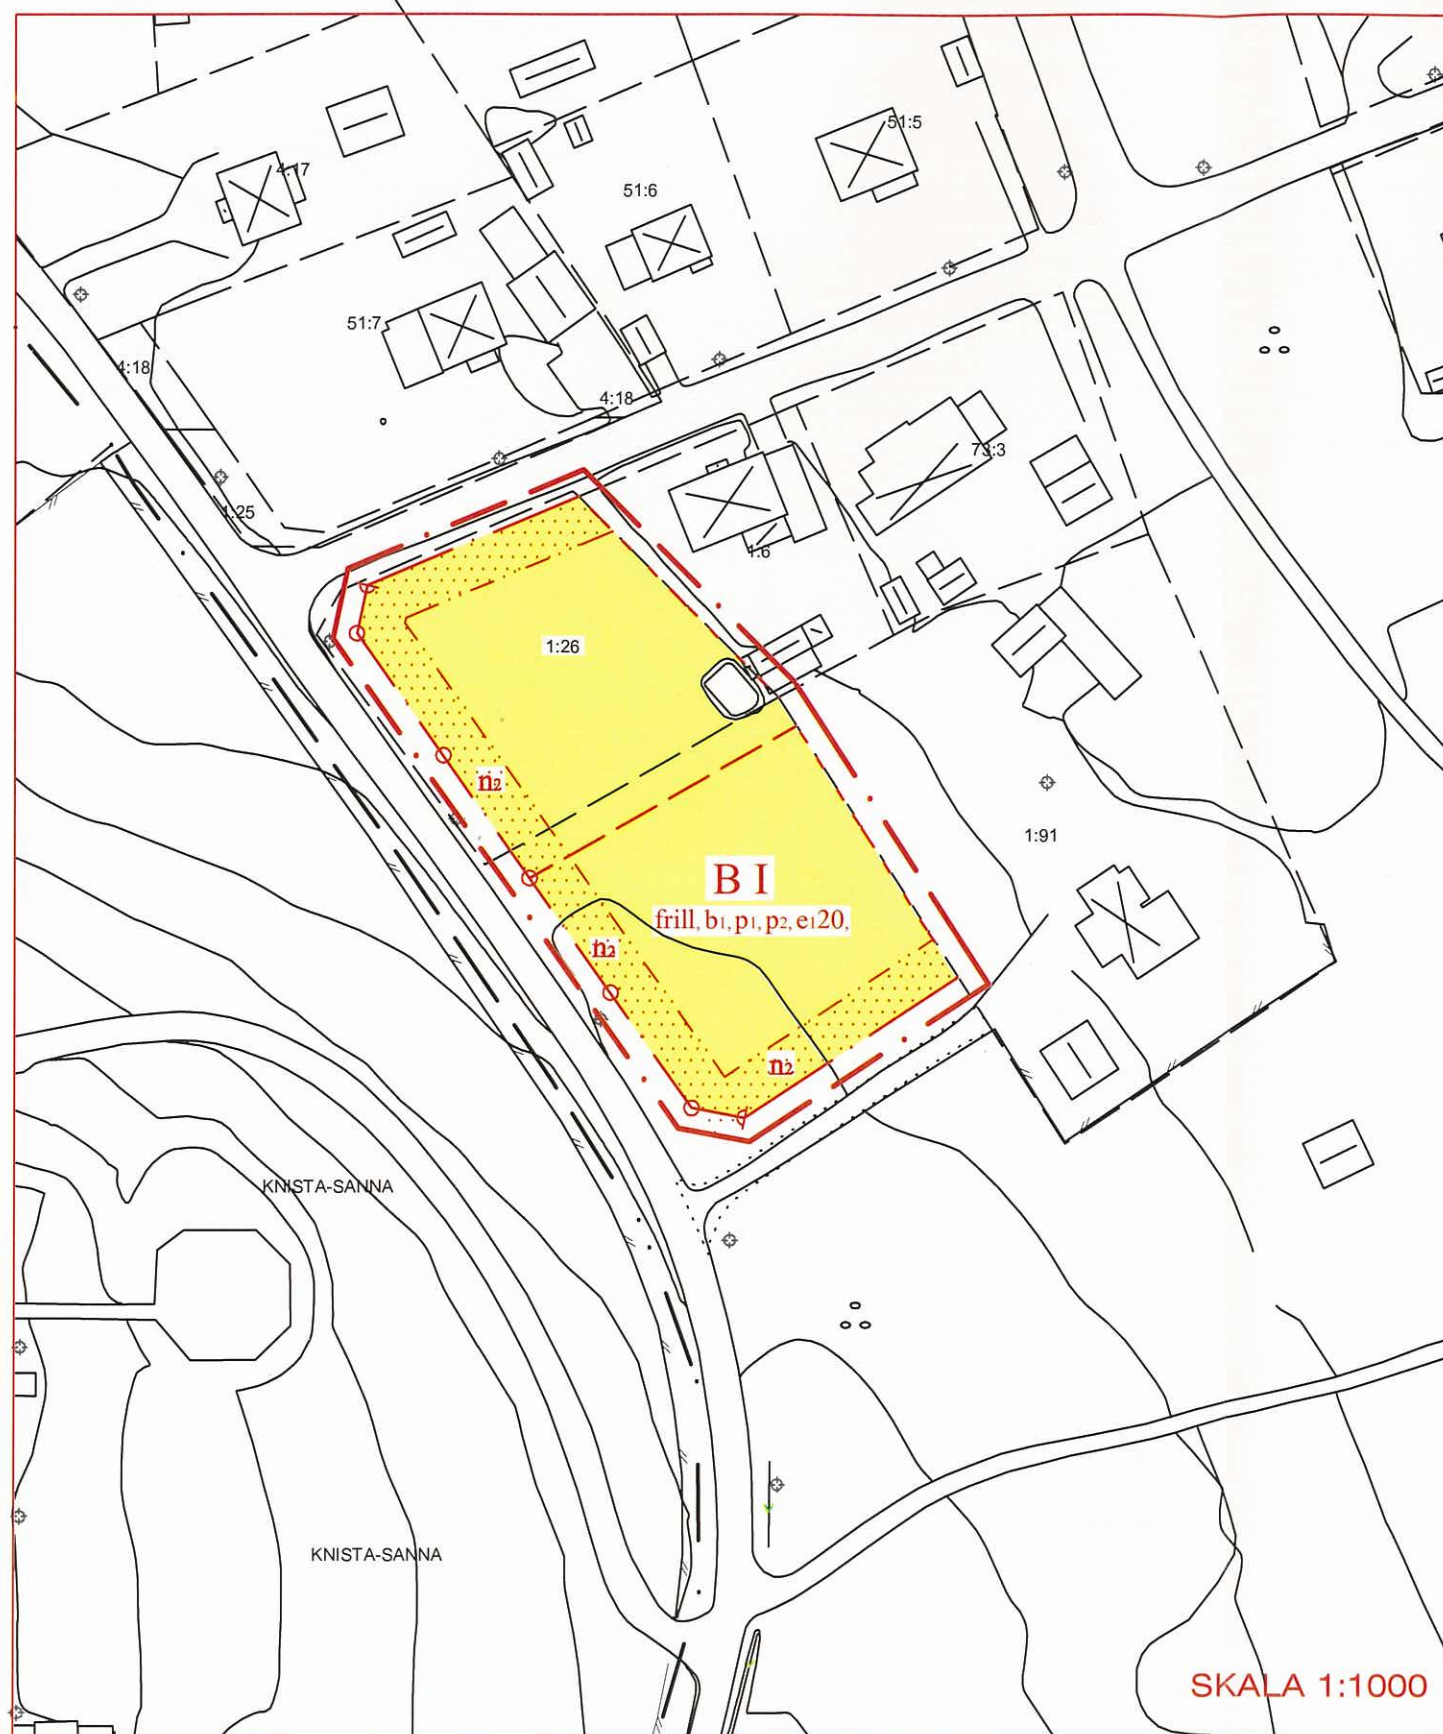 51:5
4:17
51:6
51:7
4:18
4:18
73:3
1:25
1:6
1:26
n2
1:91
B I
frill, b1, p1, p2, e120,
n2
n2
KNISTA-SANNA
KNISTA-SANNA
SKALA 1:1000